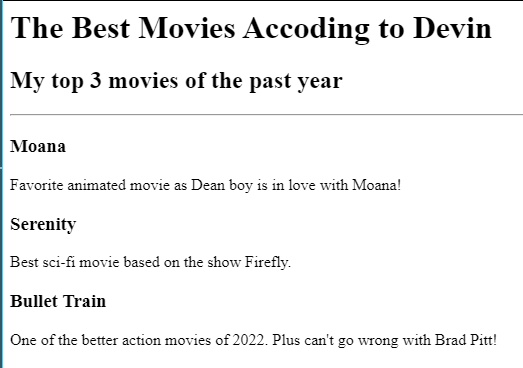 The Best Movies Accoding to Devin
My top 3 movies of the past year
Moana
Favorite animated movie as Dean boy is in love with Moana!
Serenity
Best sci-fi movie based on the show Firefly.
Bullet Train
One of the better action movies of 2022. Plus can't go wrong with Brad Pitt!